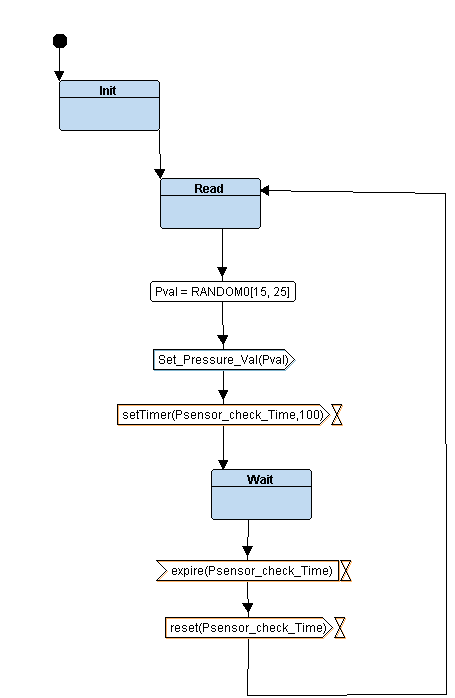 Init
Read
Pval = RANDOM0[15, 25]
Set_Pressure_Val(Pval)
setTimer(Psensor_check_Time,100)
Wait
expire(Psensor_check_Time)
reset(Psensor_check_Time)